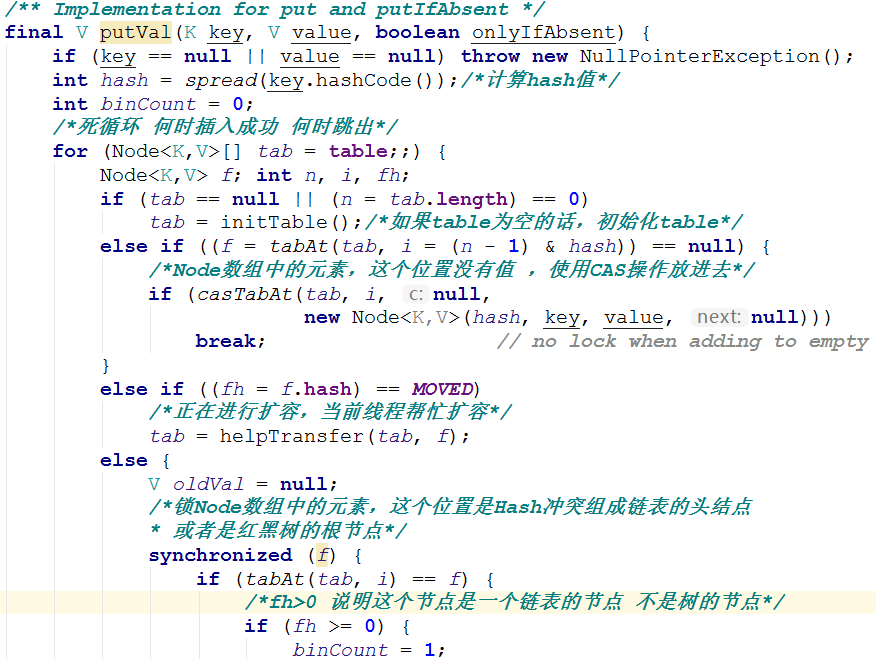 /** Implementation for put and putIfAbsent */
final V putVal(K key, V value, boolean onlyIfAbsent) {
    if (key == null || value == null) throw new NullPointerException();
    int hash = spread(key.hashCode());/*计算hash值*/
    int binCount = 0;
    /*死循环 何时插入成功 何时跳出*/
    for (Node<K,V>[] tab = table;;) {
        Node<K,V> f; int n, i, fh;
        if (tab == null || (n = tab.length) == 0)
            tab = initTable();/*如果table为空的话，初始化table*/
        else if ((f = tabAt(tab, i = (n - 1) & hash)) == null) {
            /*Node数组中的元素，这个位置没有值 ，使用CAS操作放进去*/
            if (casTabAt(tab, i, c: null,
                         new Node<K,V>(hash, key, value, next: null)))
                break;                   // no lock when adding to empty
        }
        else if ((fh = f.hash) == MOVED)
            /*正在进行扩容，当前线程帮忙扩容*/
            tab = helpTransfer(tab, f);
        else {
            V oldVal = null;
            /*锁Node数组中的元素，这个位置是Hash冲突组成链表的头结点
            * 或者是红黑树的根节点*/
            synchronized (f) {
                if (tabAt(tab, i) == f) {
                    /*fh>0 说明这个节点是一个链表的节点 不是树的节点*/
                    if (fh >= 0) {
                        binCount = 1;